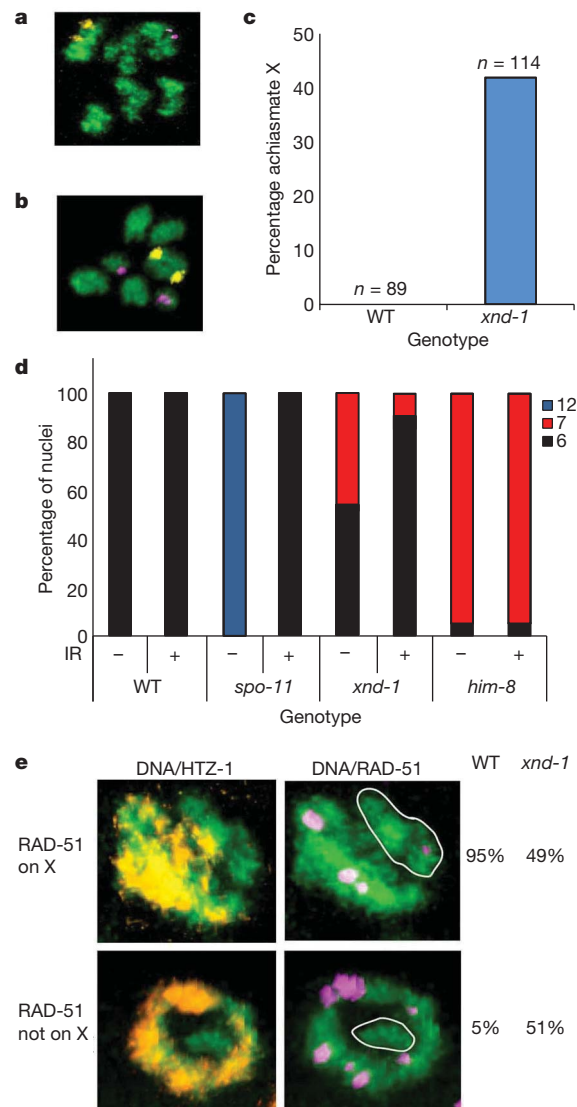 a
b
c
Percentage achiasmate X
50
40
30
20
10
0
n = 89
n = 114
WT
xnd-1
Genotype
d
Percentage of nuclei
100
80
60
40
20
0
12
7
6
IR − + − + − + − +
WT spo-11 xnd-1 him-8
Genotype
e
DNA/HTZ-1 DNA/RAD-51 WT xnd-1
RAD-51
on X
95% 49%
RAD-51
not on X
5% 51%